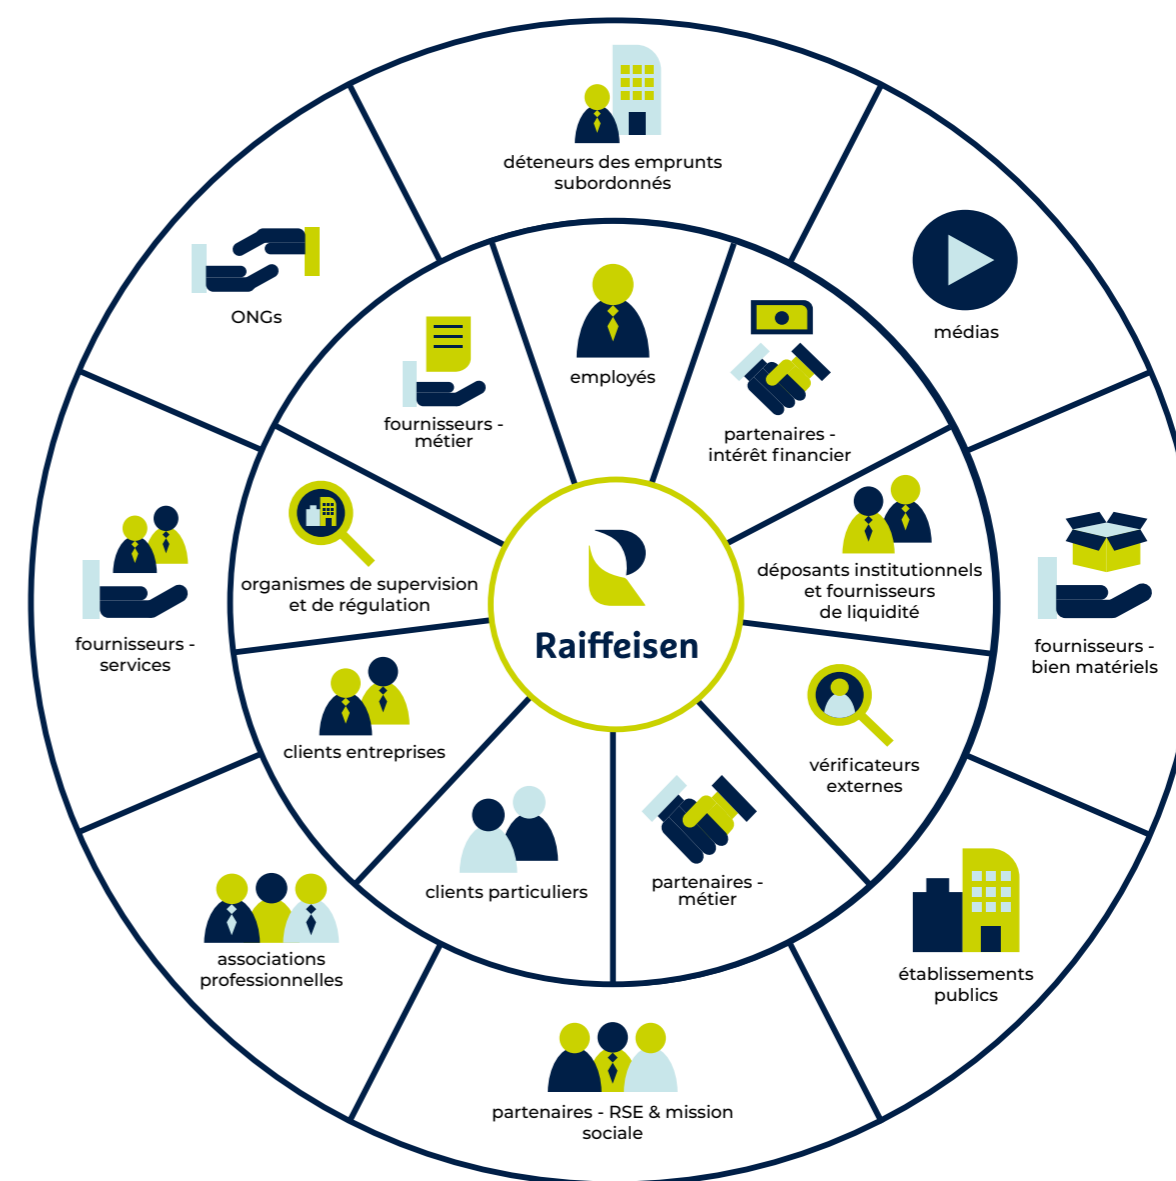 déteneurs des emprunts
subordonnés
ONGs
médias
employés
fournisseurs -
métier
partenaires -
intérêt financier
organismes de supervision
et de régulation
déposants institutionnels
et fournisseurs
de liquidité
Raiffeisen
fournisseurs -
services
fournisseurs -
bien matériels
clients entreprises
vérificateurs
externes
clients particuliers
partenaires -
métier
associations
professionnelles
établissements
publics
partenaires - RSE & mission
sociale